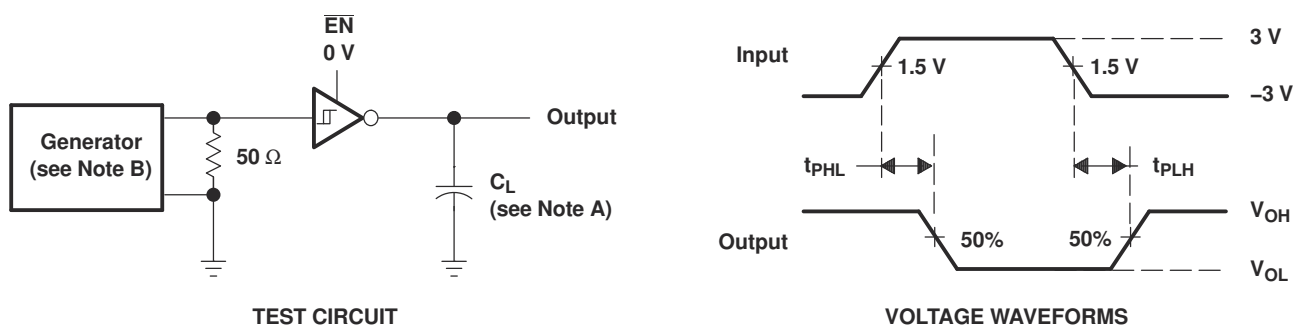 EN
0 V
Generator
(see Note B)
50 Ω
Output
CL
(see Note A)
TEST CIRCUIT
Input
1.5 V
1.5 V
3 V
−3 V
tPHL
tPLH
Output
50%
50%
VOH
VOL
VOLTAGE WAVEFORMS